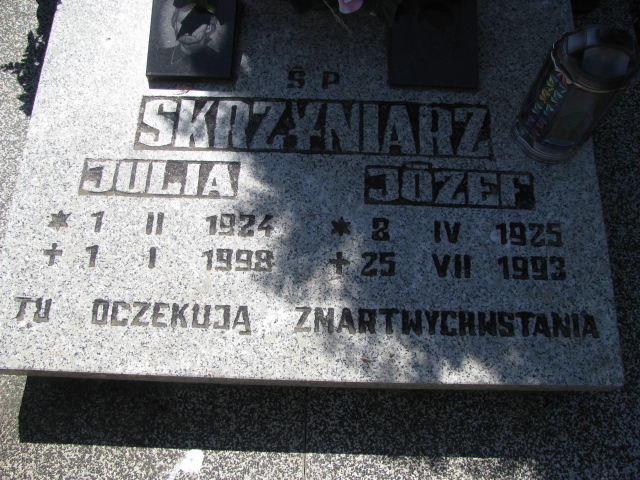 ŚP
SKRZYNIARZ
JULIA JÓZEF
* 1 II 1924 * 8 IV 1925
+ 1 I 1998 + 25 VII 1993
TU OCZEKUJĄ ZMARTWYCHWSTANIA